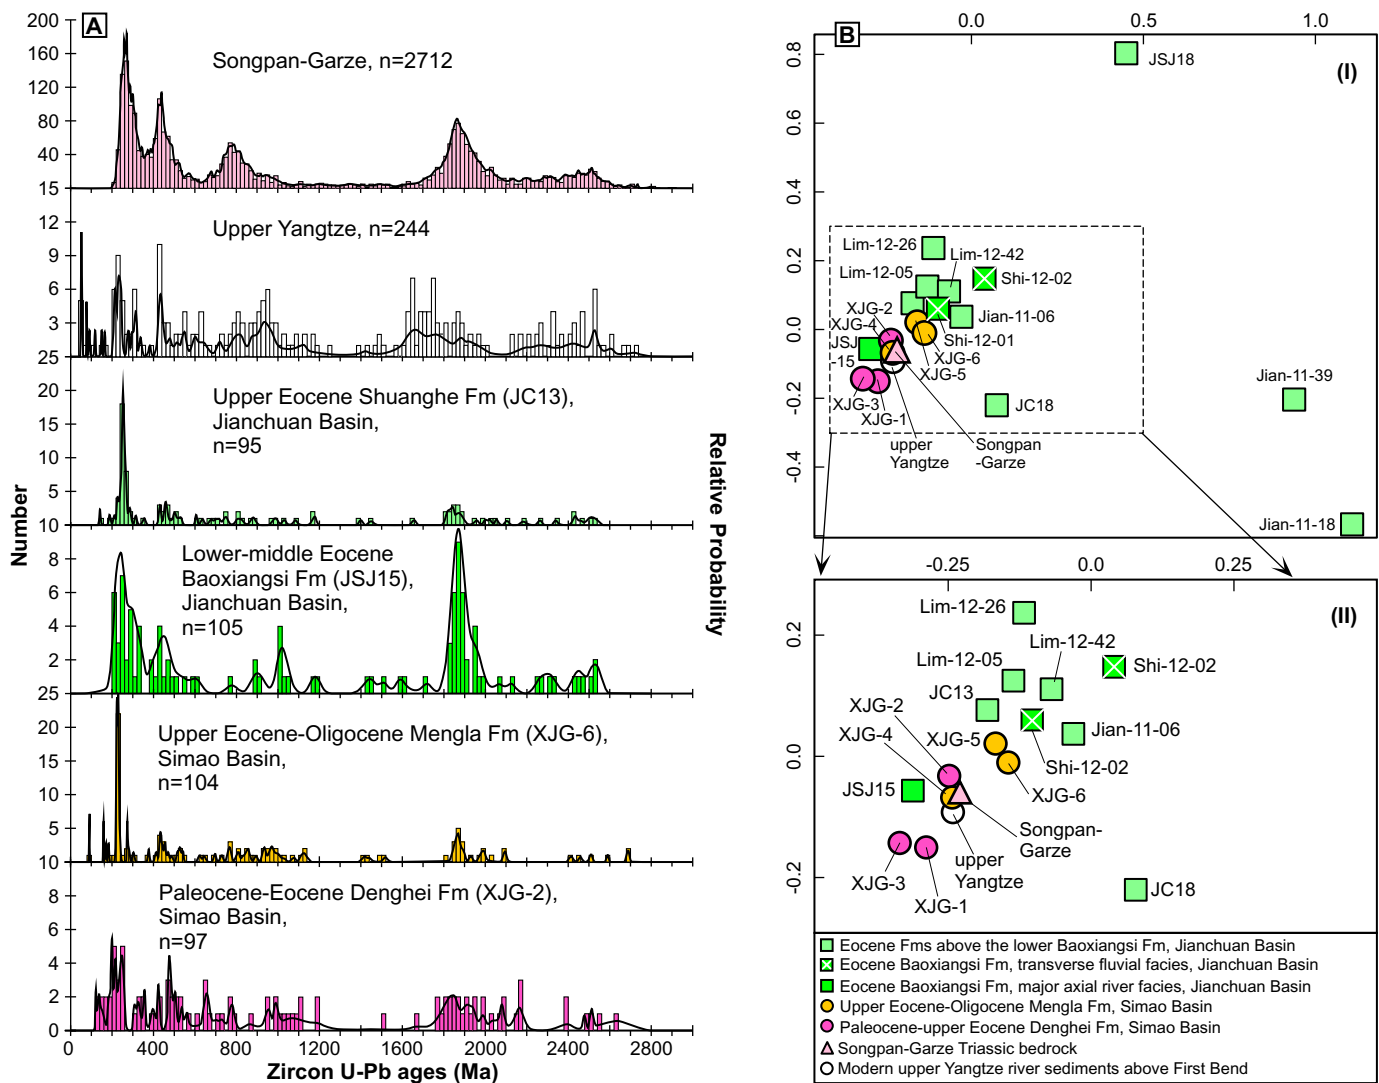 A
200
160
120
80
40
15
Songpan-Garze, n=2712
12
9
6
3
25
Upper Yangtze, n=244
20
15
10
5
10
Upper Eocene Shuanghe Fm (JC13),
Jianchuan Basin,
n=95
8
6
4
2
25
Lower-middle Eocene
Baoxiangsi Fm (JSJ15),
Jianchuan Basin,
n=105
20
15
10
5
10
Upper Eocene-Oligocene Mengla Fm (XJG-6),
Simao Basin,
n=104
8
6
4
2
0
Paleocene-Eocene Denghei Fm (XJG-2),
Simao Basin,
n=97
0 400 800 1200 1600 2000 2400 2800
Zircon U-Pb ages (Ma)
Number
Relative Probability
B
0.0 0.5 1.0
(I)
0.8
0.6
0.4
0.2
0.0
-0.2
-0.4
JSJ18
Lim-12-26
Lim-12-42
Lim-12-05
Shi-12-02
XJG-2
Jian-11-06
XJG-4
Shi-12-01
JSJ
-15
XJG-6
XJG-5
Jian-11-39
XJG-3
JC18
XJG-1
upper
Yangtze
Songpan
-Garze
Jian-11-18
-0.25 0.0 0.25
(II)
0.2
0.0
-0.2
Lim-12-26
Lim-12-42
Lim-12-05
Shi-12-02
JC13
XJG-2
Jian-11-06
XJG-4
XJG-5
Shi-12-02
JSJ15
XJG-6
Songpan-
Garze
upper
Yangtze
XJG-3
JC18
XJG-1
Eocene Fms above the lower Baoxiangsi Fm, Jianchuan Basin
Eocene Baoxiangsi Fm, transverse fluvial facies, Jianchuan Basin
Eocene Baoxiangsi Fm, major axial river facies, Jianchuan Basin
Upper Eocene-Oligocene Mengla Fm, Simao Basin
Paleocene-upper Eocene Denghei Fm, Simao Basin
Songpan-Garze Triassic bedrock
Modern upper Yangtze river sediments above First Bend